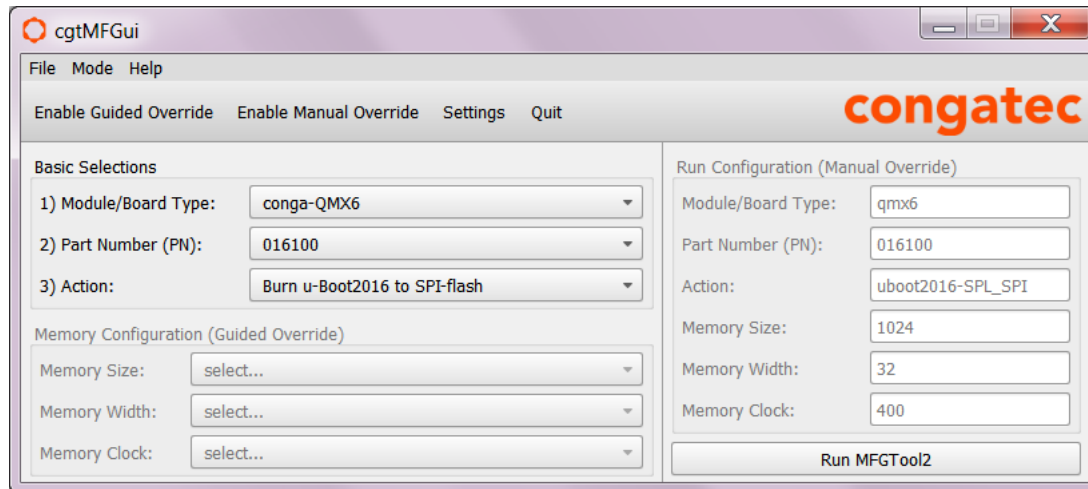 cgtMFGui
File Mode Help
Enable Guided Override Enable Manual Override Settings Quit
congatec
Basic Selections
1) Module/Board Type: conga-QMX6
2) Part Number (PN): 016100
3) Action: Burn u-Boot2016 to SPI-flash
Memory Configuration (Guided Override)
Memory Size: select...
Memory Width: select...
Memory Clock: select...
Run Configuration (Manual Override)
Module/Board Type: qmx6
Part Number (PN): 016100
Action: uboot2016-SPL_SPI
Memory Size: 1024
Memory Width: 32
Memory Clock: 400
Run MFGTool2